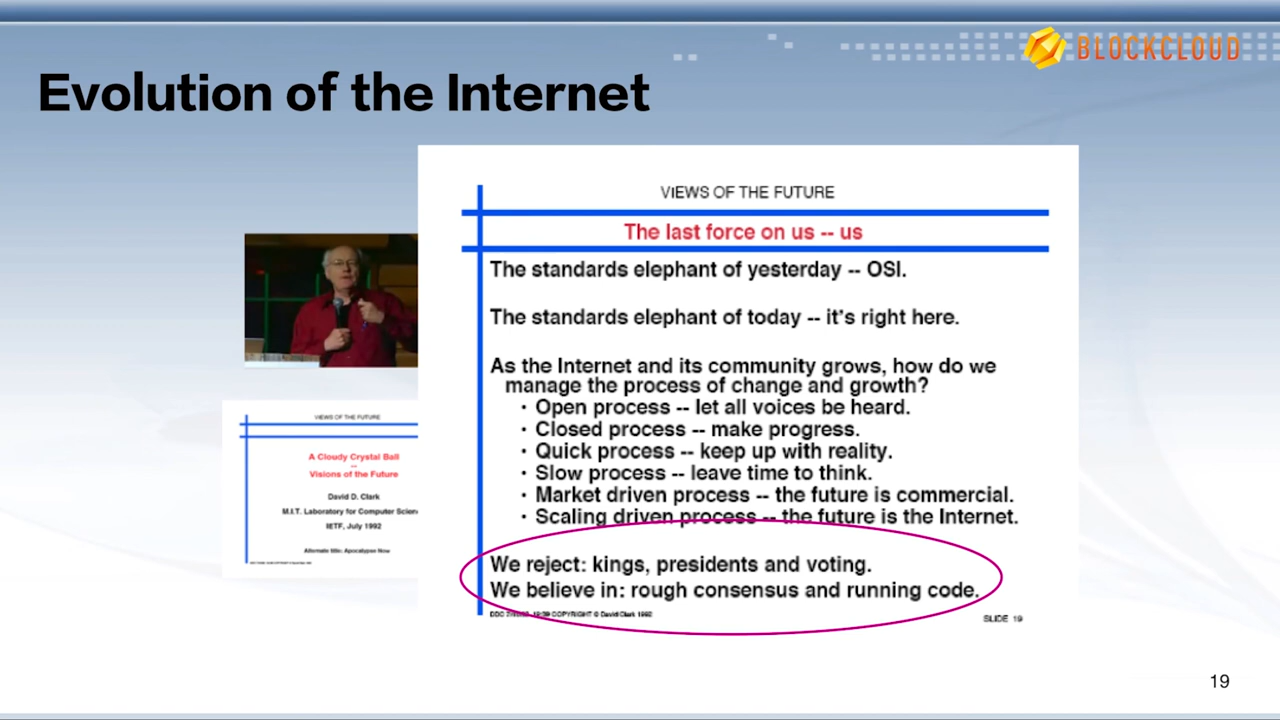 BLOCKCLOUD
Evolution of the Internet
VIEWS OF THE FUTURE
The last force on us -- us
The standards elephant of yesterday -- OSI.
The standards elephant of today -- it's right here.
As the Internet and its community grows, how do we
manage the process of change and growth?
· Open process -- let all voices be heard.
· Closed process -- make progress.
· Quick process -- keep up with reality.
· Slow process -- leave time to think.
· Market driven process -- the future is commercial.
· Scaling driven process -- the future is the Internet.
We reject: kings, presidents and voting.
We believe in: rough consensus and running code.
COPYRIGHT © David Clark 1992
SLIDE 19
VIEWS OF THE FUTURE
A Cloudy Crystal Ball
--
Visions of the Future
David D. Clark
M.I.T. Laboratory for Computer Scien
IETF, July 1992
Alternate title: Apocalypse Now
19